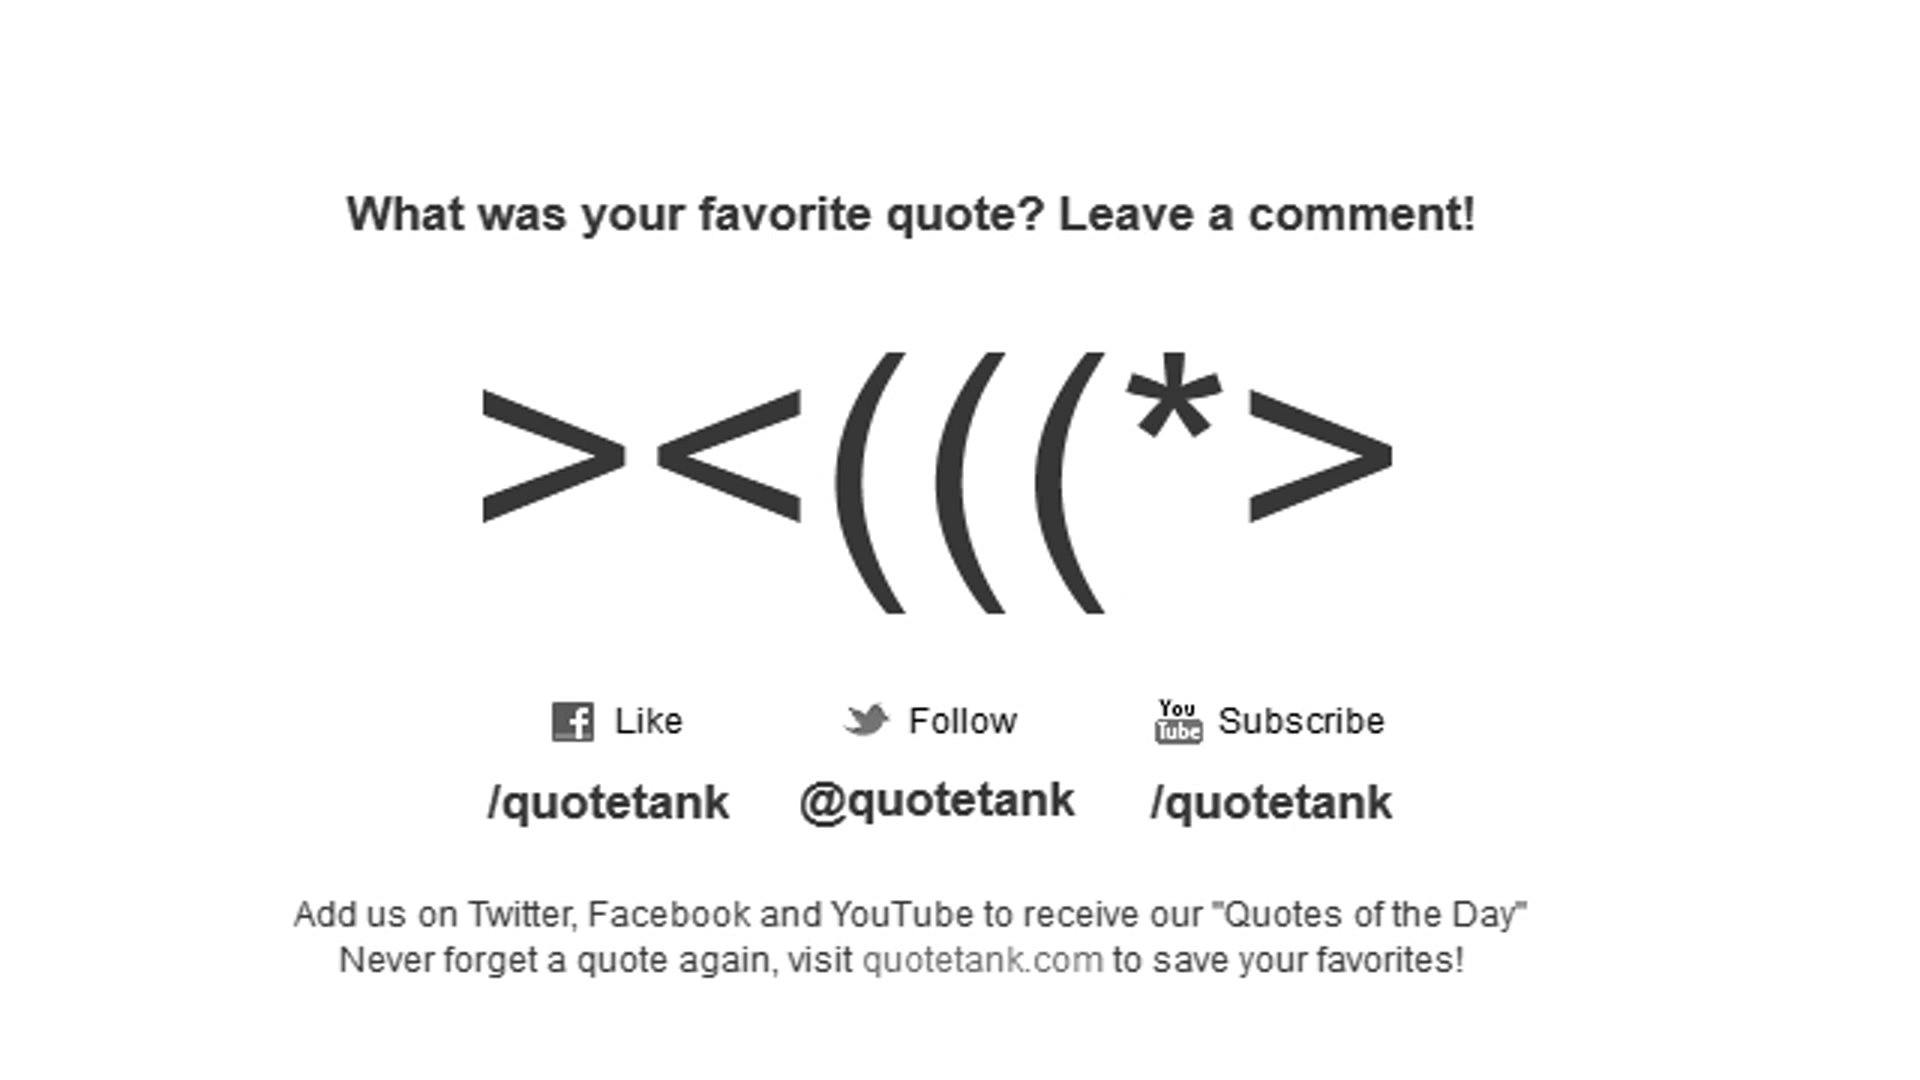 What was your favorite quote? Leave a comment!
><(((*>
f Like Follow You Tube Subscribe
/quotetank @quotetank /quotetank
Add us on Twitter, Facebook and YouTube to receive our "Quotes of the Day"
Never forget a quote again, visit quotetank.com to save your favorites!